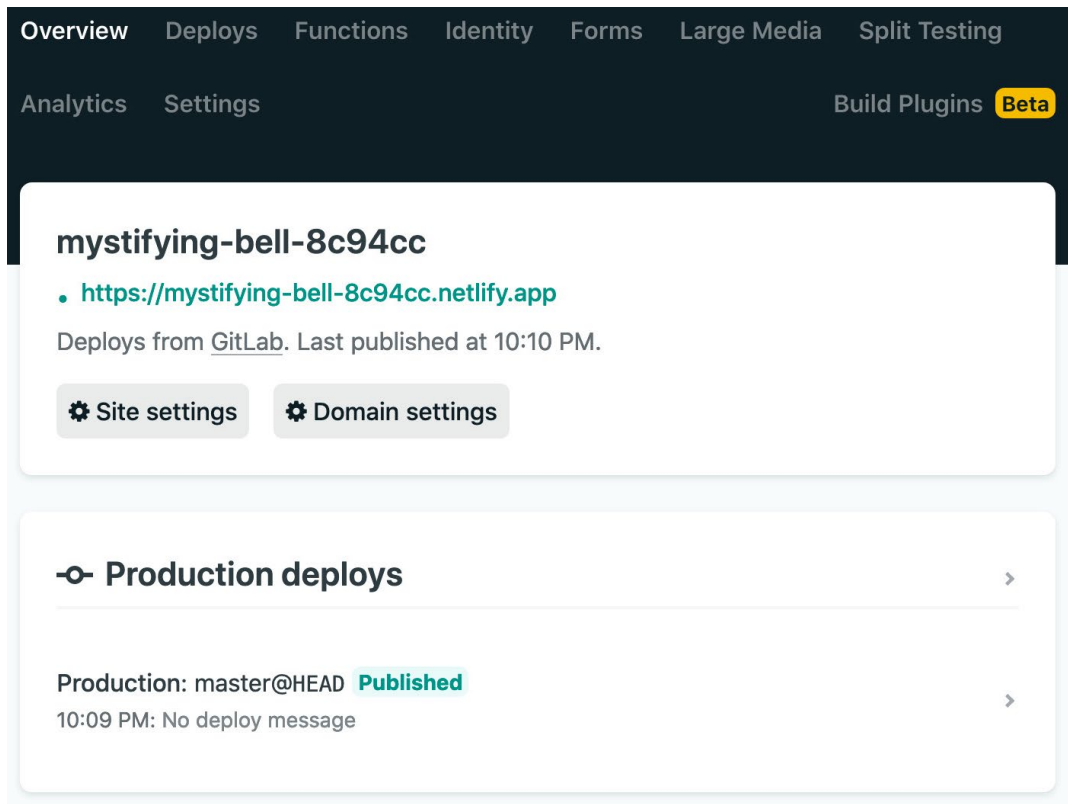 Overview Deploys Functions Identity Forms Large Media Split Testing
Analytics Settings Build Plugins Beta
mystifying-bell-8c94cc
https://mystifying-bell-8c94cc.netlify.app
Deploys from GitLab. Last published at 10:10 PM.
Site settings Domain settings
Production deploys
Production: master@HEAD Published
10:09 PM: No deploy message